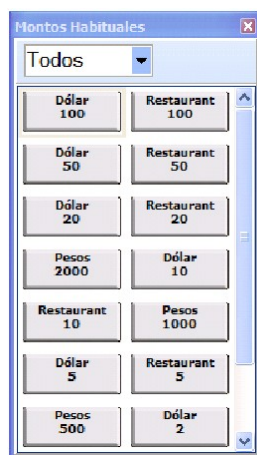 Montos Habituales
Todos
Dólar
100
Restaurant
100
Dólar
50
Restaurant
50
Dólar
20
Restaurant
20
Pesos
2000
Dólar
10
Restaurant
10
Pesos
1000
Dólar
5
Restaurant
5
Pesos
500
Dólar
2